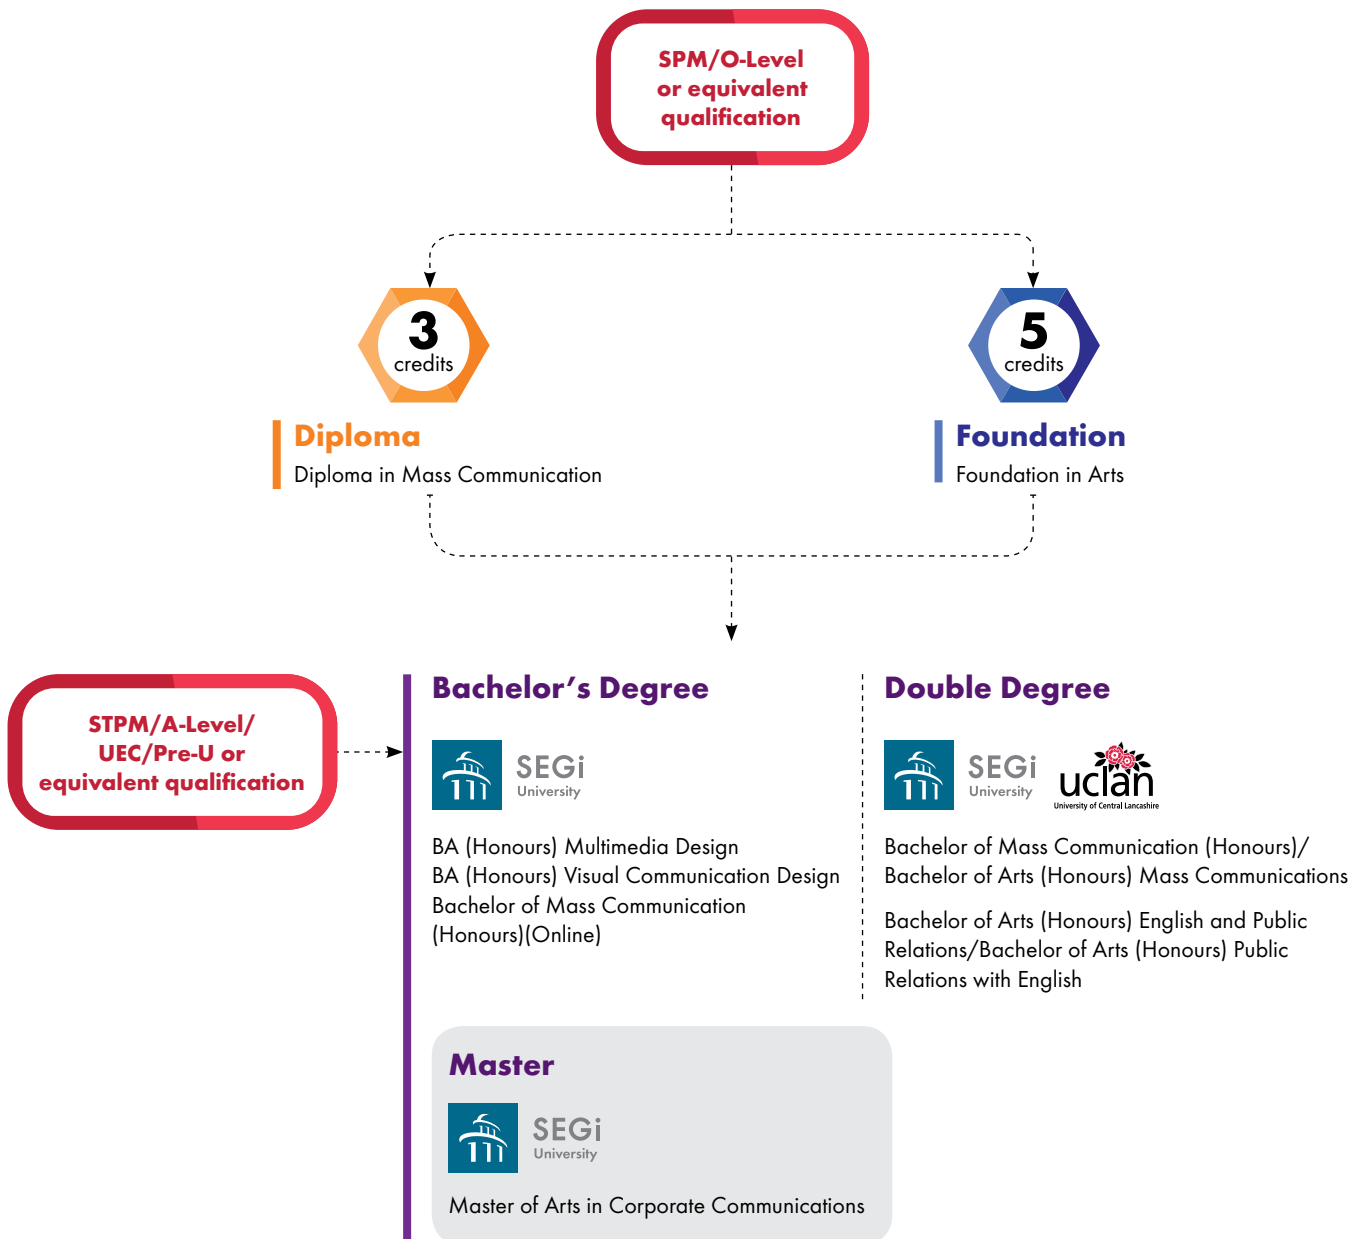 SPM/O-Level
or equivalent
qualification
3
credits
5
credits
Diploma
Diploma in Mass Communication
Foundation
Foundation in Arts
STPM/A-Level/
UEC/Pre-U or
equivalent qualification
Bachelor's Degree
SEGi
University
BA (Honours) Multimedia Design
BA (Honours) Visual Communication Design
Bachelor of Mass Communication
(Honours)(Online)
Double Degree
SEGi
University
uclan
University of Central Lancashire
Bachelor of Mass Communication (Honours)/
Bachelor of Arts (Honours) Mass Communications
Bachelor of Arts (Honours) English and Public
Relations/Bachelor of Arts (Honours) Public
Relations with English
Master
SEGi
University
Master of Arts in Corporate Communications